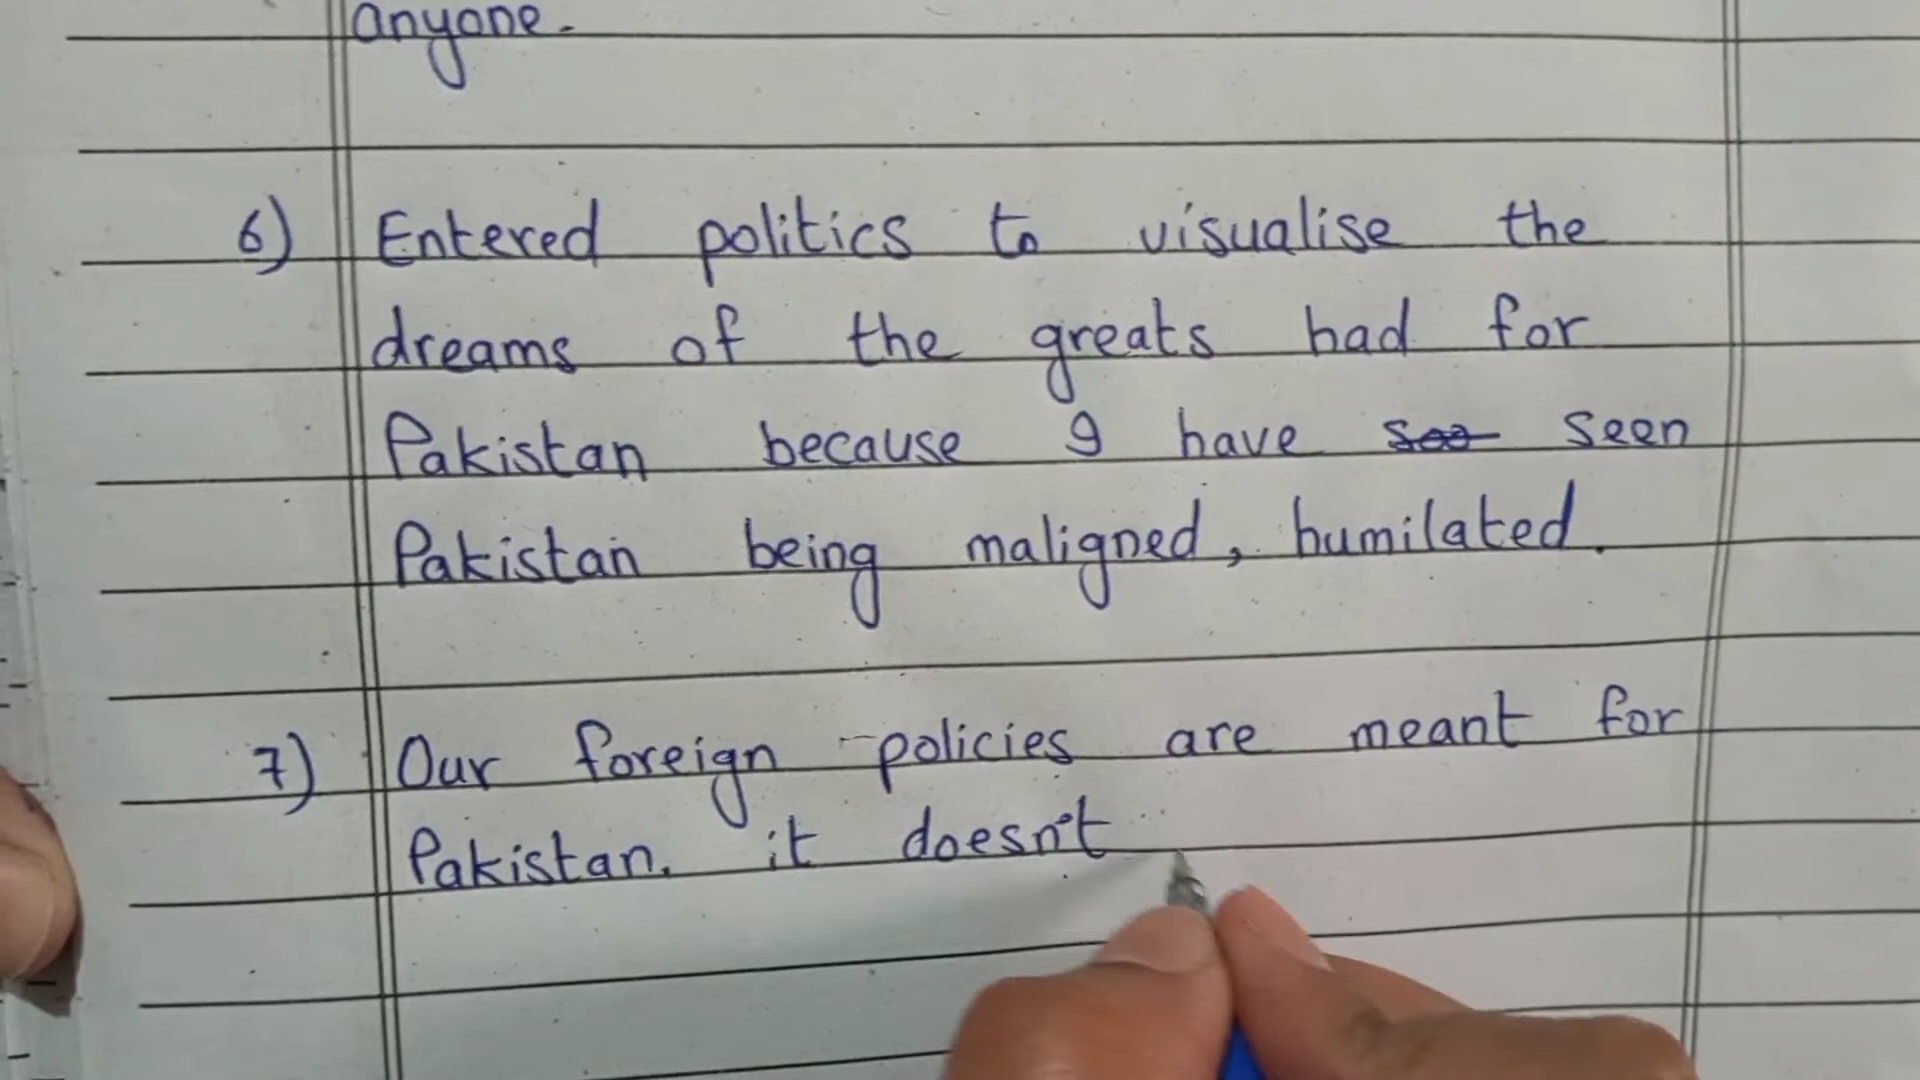 anyone.
6) Entered politics to visualise the
dreams of the greats had for
Pakistan because I have seen
Pakistan being maligned, humilated.
7) Our foreign policies are meant for
Pakistan. it doesn't